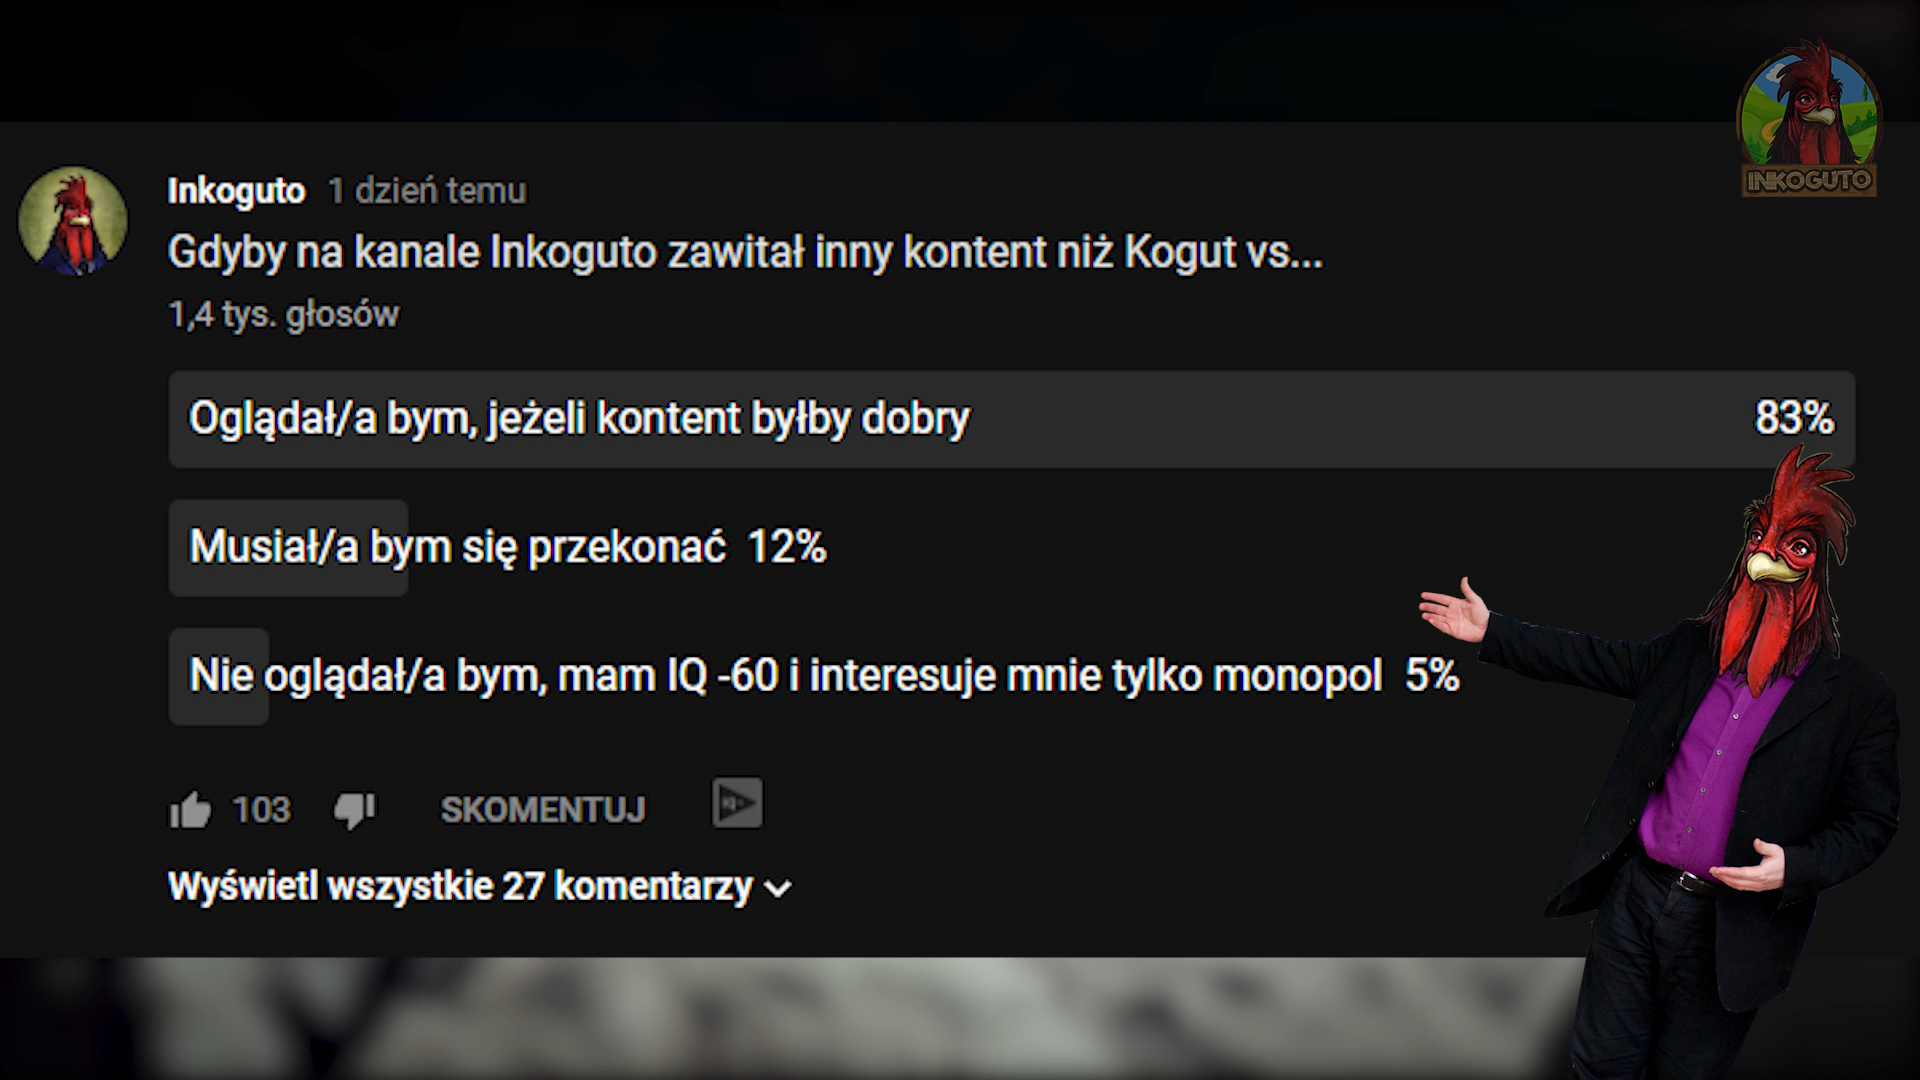 INKOGUTO
Inkoguto 1 dzień temu
Gdyby na kanale Inkoguto zawitał inny kontent niż Kogut vs...
1,4 tys. głosów
Oglądał/a bym, jeżeli kontent byłby dobry 83%
Musiał/a bym się przekonać 12%
Nie oglądał/a bym, mam IQ -60 i interesuje mnie tylko monopol 5%
103 SKOMENTUJ
Wyświetl wszystkie 27 komentarzy